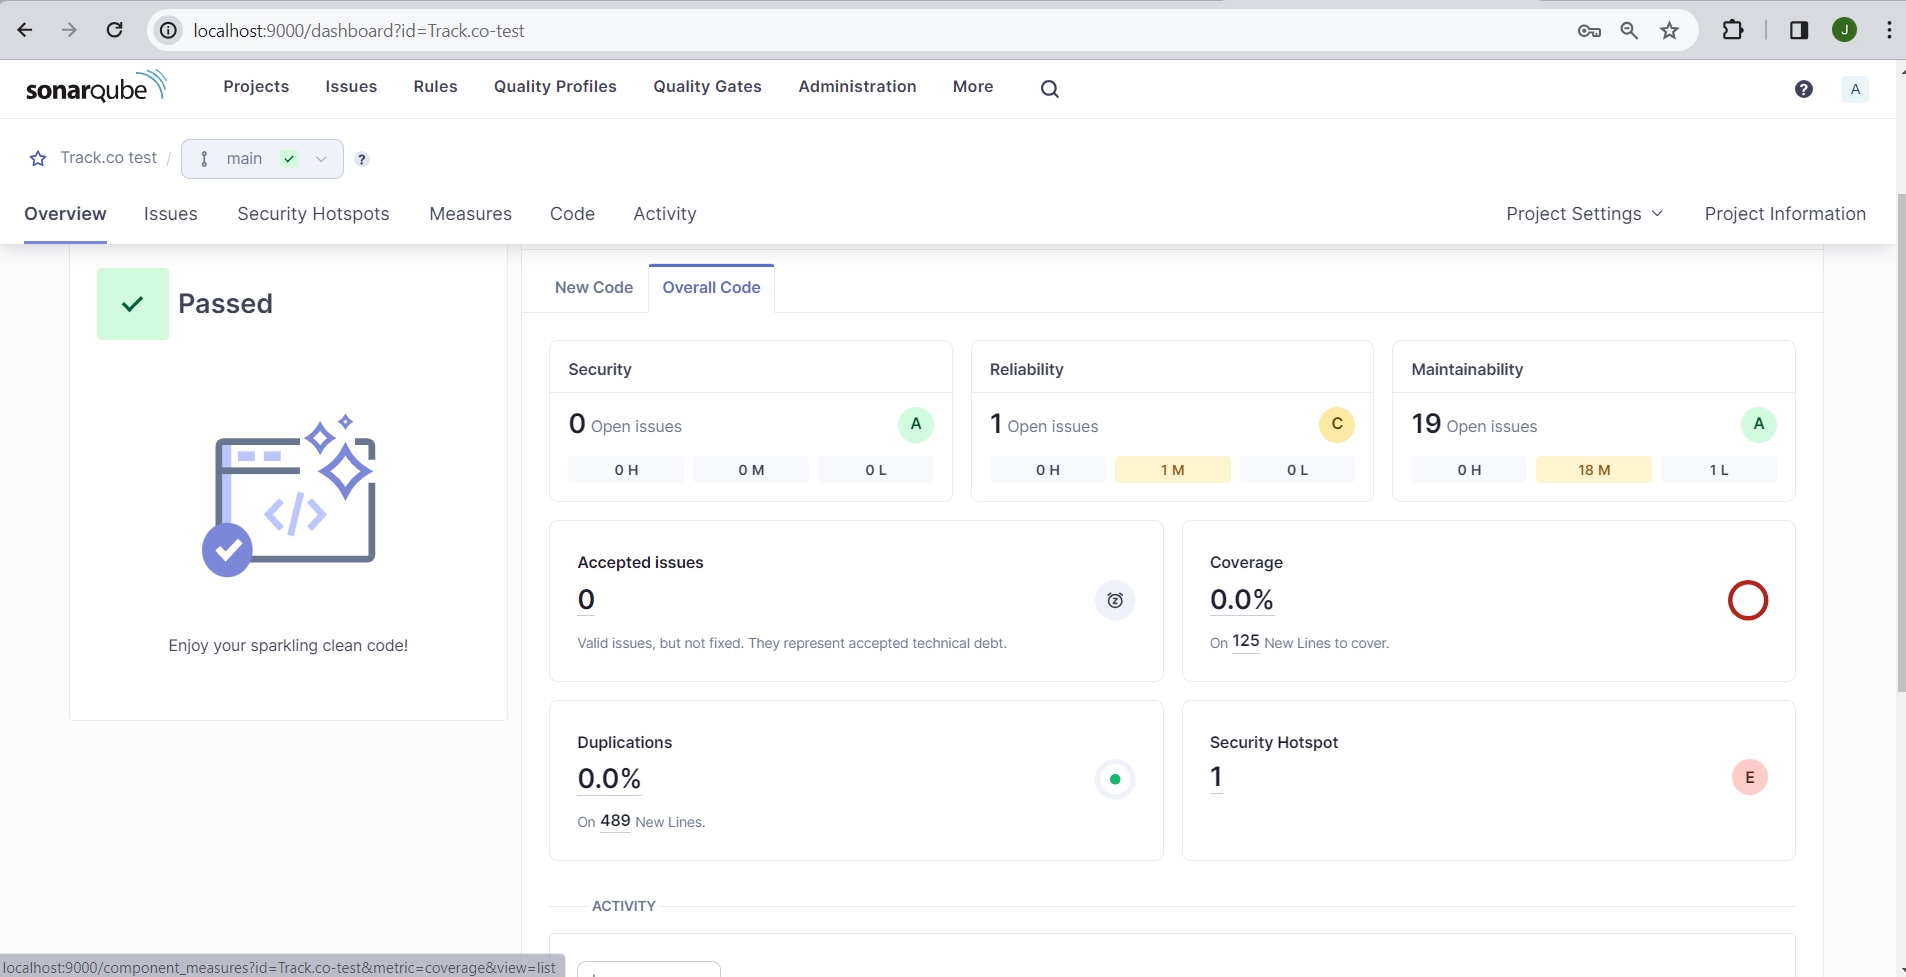 localhost:9000/dashboard?id=Track.co-test
J
sonarqube
Projects Issues Rules Quality Profiles Quality Gates Administration More
? A
Track.co test / main ?
Overview Issues Security Hotspots Measures Code Activity Project Settings Project Information
Passed
</>
Enjoy your sparkling clean code!
New Code Overall Code
Security
0 Open issues A
0 H 0 M 0 L
Reliability
1 Open issues C
0 H 1 M 0 L
Maintainability
19 Open issues A
0 H 18 M 1 L
Accepted issues
0
Valid issues, but not fixed. They represent accepted technical debt.
Coverage
0.0%
On 125 New Lines to cover.
Duplications
0.0%
On 489 New Lines.
Security Hotspot
1 E
ACTIVITY
localhost:9000/component_measures?id=Track.co-test&metric=coverage&view=list